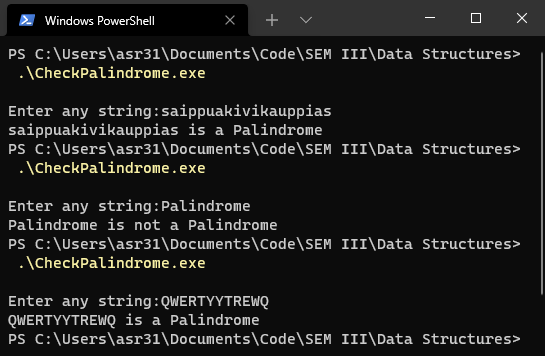 Windows PowerShell
PS C:\Users\asr31\Documents\Code\SEM III\Data Structures>
.\CheckPalindrome.exe
Enter any string:saippuakivikauppias
saippuakivikauppias is a Palindrome
PS C:\Users\asr31\Documents\Code\SEM III\Data Structures>
.\CheckPalindrome.exe
Enter any string:Palindrome
Palindrome is not a Palindrome
PS C:\Users\asr31\Documents\Code\SEM III\Data Structures>
.\CheckPalindrome.exe
Enter any string:QWERTYYTREWQ
QWERTYYTREWQ is a Palindrome
PS C:\Users\asr31\Documents\Code\SEM III\Data Structures>